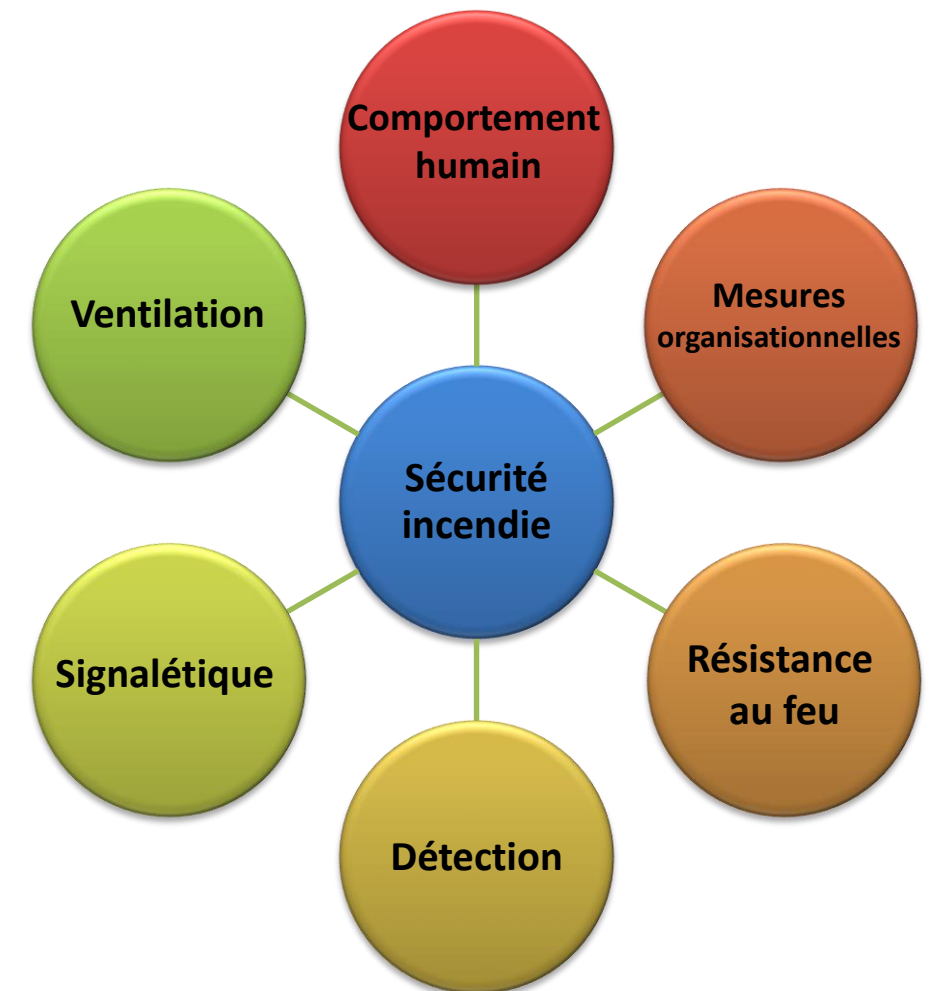 Comportement
humain
Mesures
organisationnelles
Ventilation
Sécurité
incendie
Résistance
au feu
Signalétique
Détection